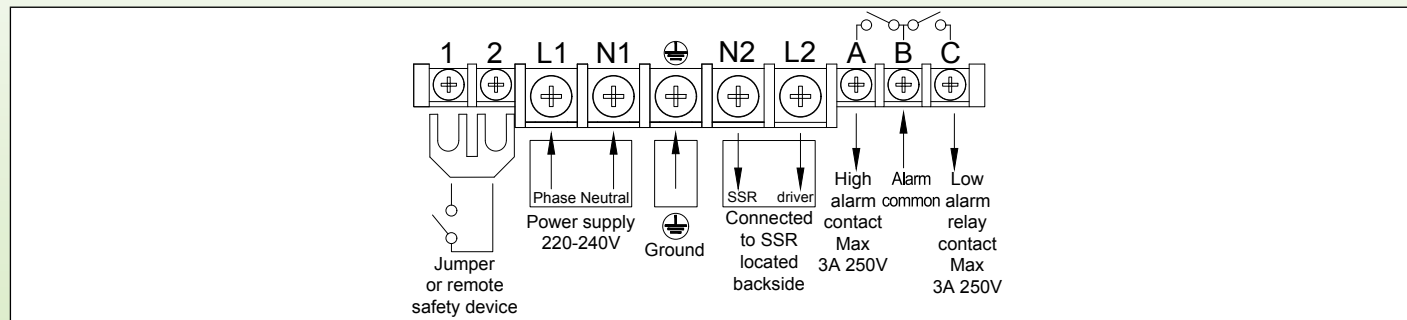 1 2 L1 N1 N2 L2 A B C
Phase Neutral
Power supply
220-240V
Ground
SSR driver
Connected
to SSR
located
backside
High
alarm
contact
Max
3A 250V
Alarm
common
Low
alarm
relay
contact
Max
3A 250V
Jumper
or remote
safety device